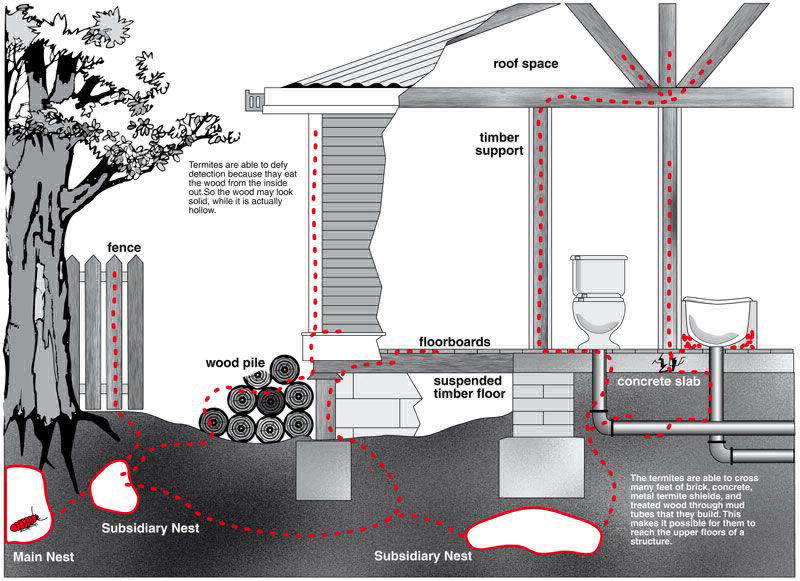 roof space
timber
support
Termites are able to defy
detection because thay eat
the wood from the inside
out.So the wood may look
solid, while it is actually
hollow.
fence
floorboards
wood pile
suspended
timber floor
concrete slab
The termites are able to cross
many feet of brick, concrete,
metal termite shields, and
treated wood through mud
tubes that they build. This
makes it possible for them to
reach the upper floors of a
structure.
Subsidiary Nest
Main Nest
Subsidiary Nest